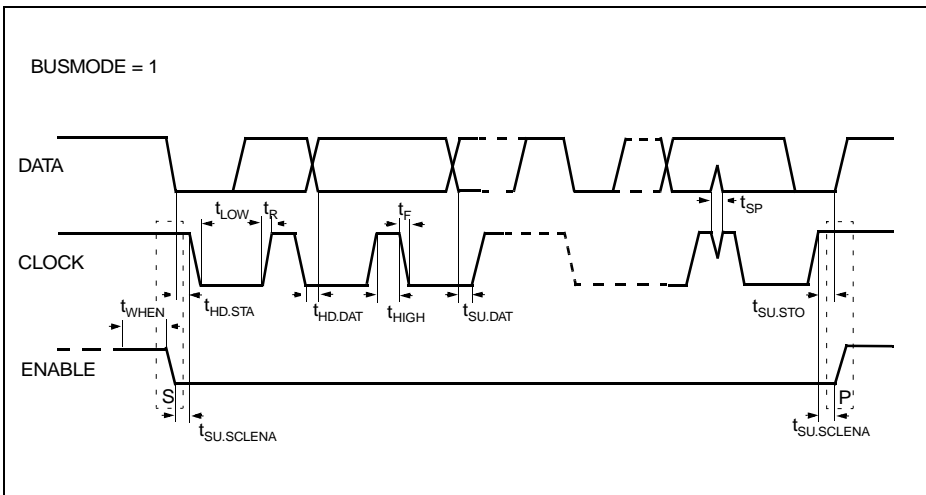 BUSMODE = 1
DATA
tLOW
tR
tF
tSP
CLOCK
tWHEN
tHD.STA
tHD.DAT
tHIGH
tSU.DAT
tSU.STO
ENABLE
S
P
tSU.SCLENA
tSU.SCLENA